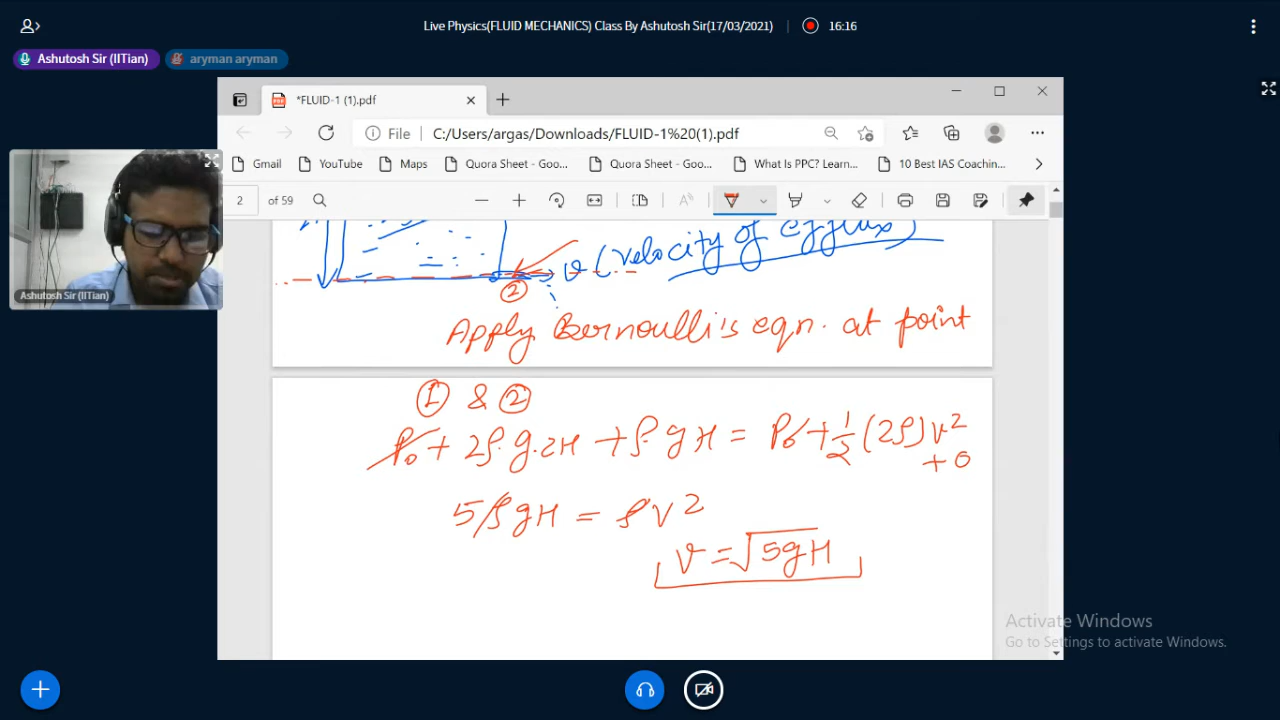 Live Physics(FLUID MECHANICS) Class By Ashutosh Sir(17/03/2021)
16:16
Ashutosh Sir (IITian)
aryman aryman
*FLUID-1 (1).pdf
File
C:/Users/argas/Downloads/FLUID-1%20(1).pdf
Gmail
YouTube
Maps
Quora Sheet - Goo...
Quora Sheet - Goo...
What Is PPC? Learn...
10 Best IAS Coachin...
2 of 59
v (velocity of efflux)
②
Apply Bernoulli's eqn. at point
① & ②
P₀ + 2ρ.g.2H + ρ.gH = P₀ + 1/2 (2ρ)v²
+ 0
5ρgH = ρv²
v = √5gH
Ashutosh Sir (IITian)
Activate Windows
Go to Settings to activate Windows.